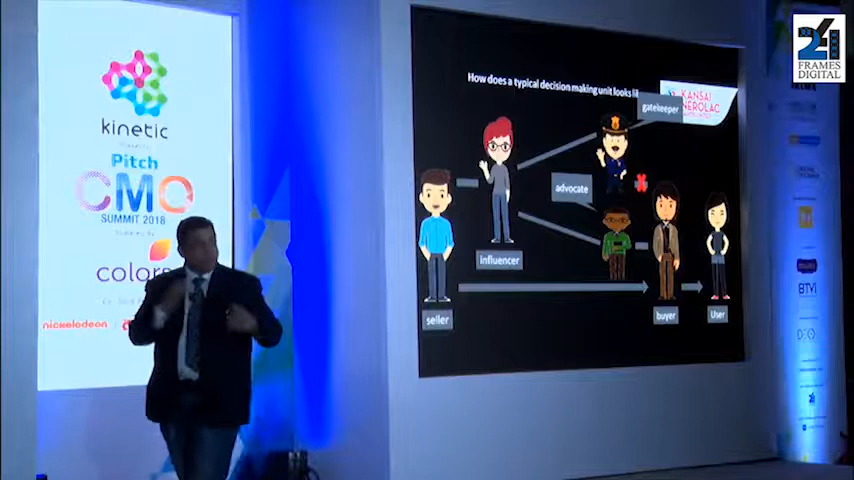 24
FRAMES
DIGITAL
kinetic
Pitch
CMO
SUMMIT 2018
colors
nickelodeon
How does a typical decision making unit looks
KANSAI
NEROLAC
gatekeeper
advocate
influencer
seller
buyer
User
BTVi